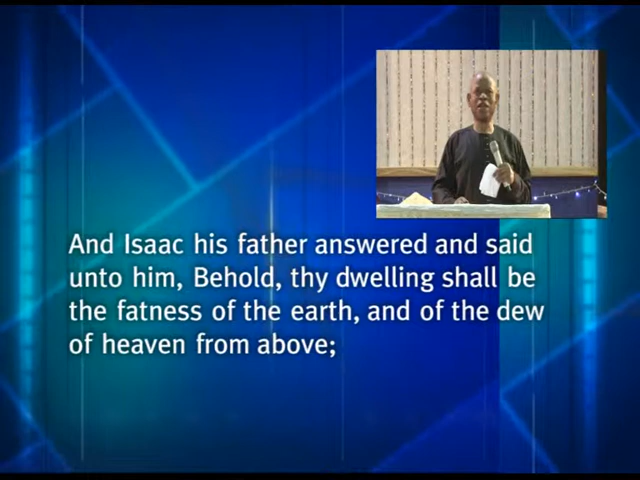 And Isaac his father answered and said
unto him, Behold, thy dwelling shall be
the fatness of the earth, and of the dew
of heaven from above;